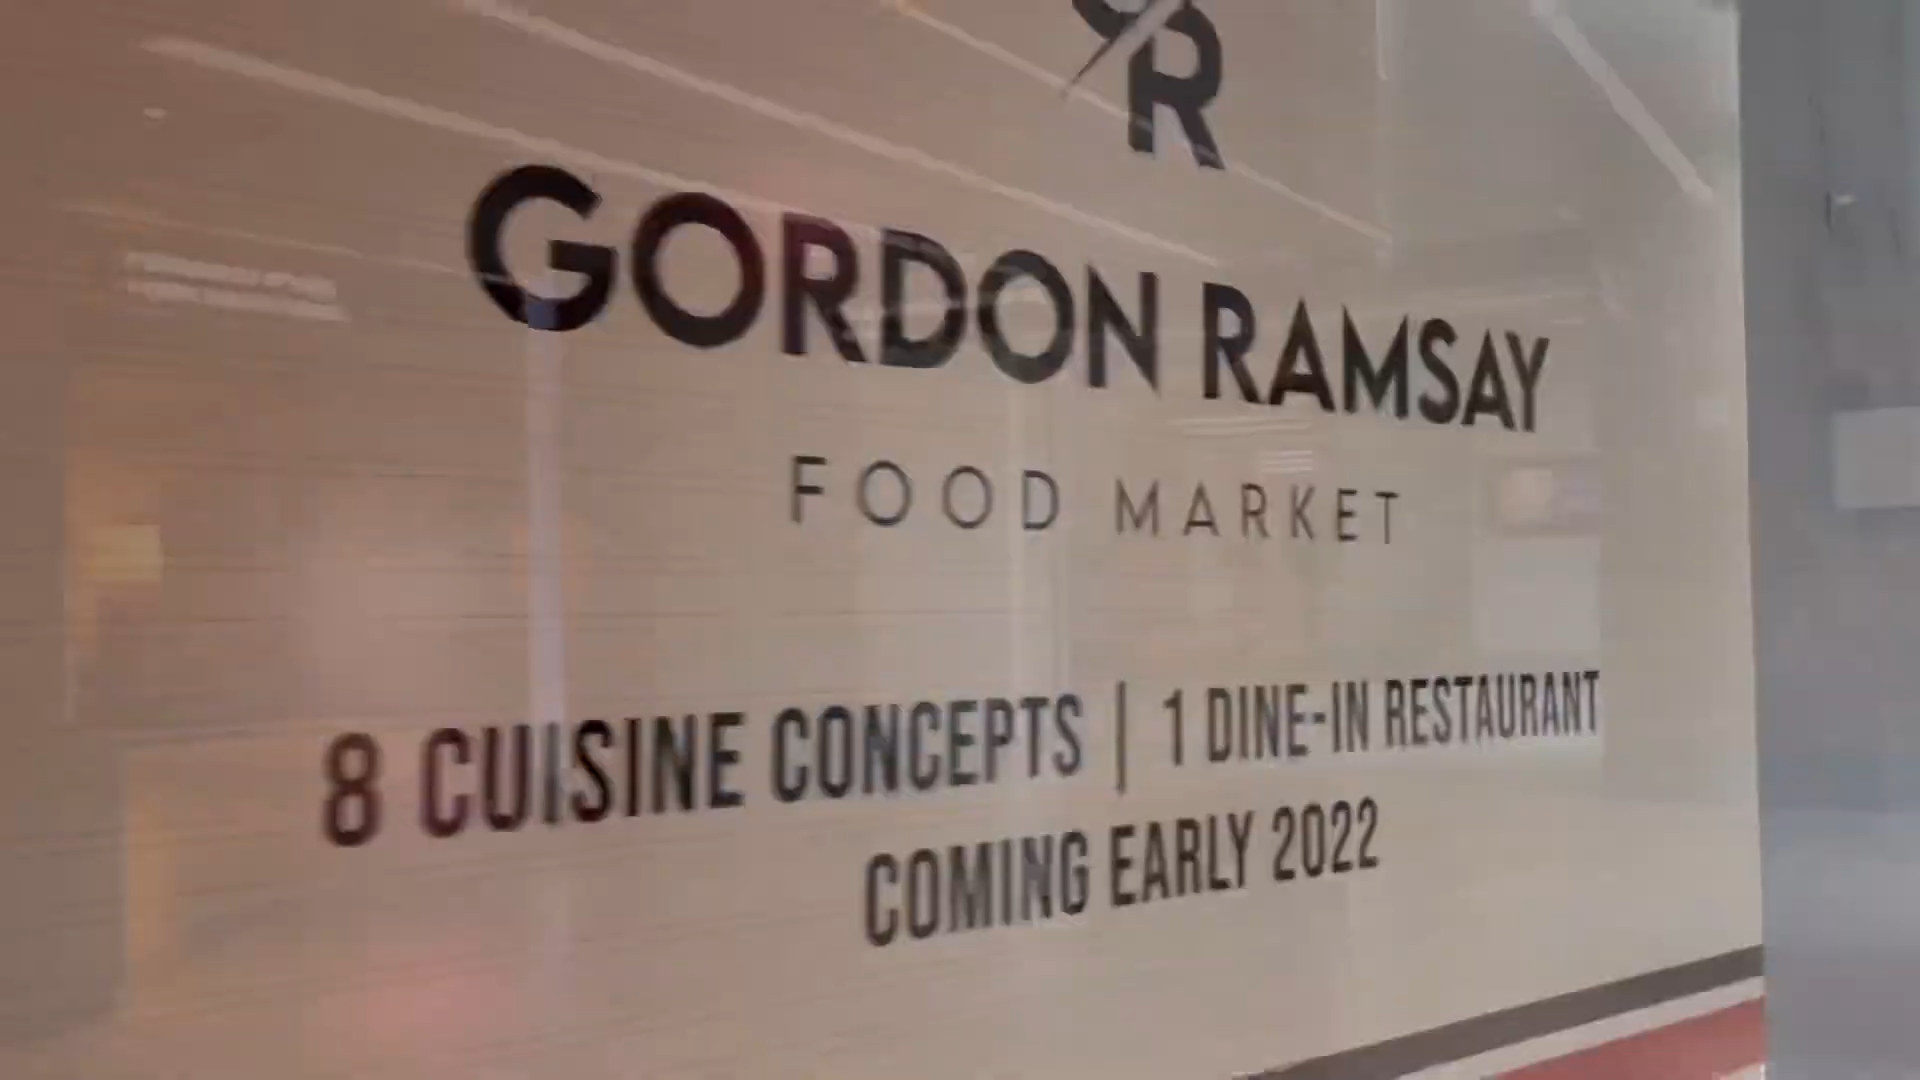 GR
GORDON RAMSAY
FOOD MARKET
8 CUISINE CONCEPTS | 1 DINE-IN RESTAURANT
COMING EARLY 2022